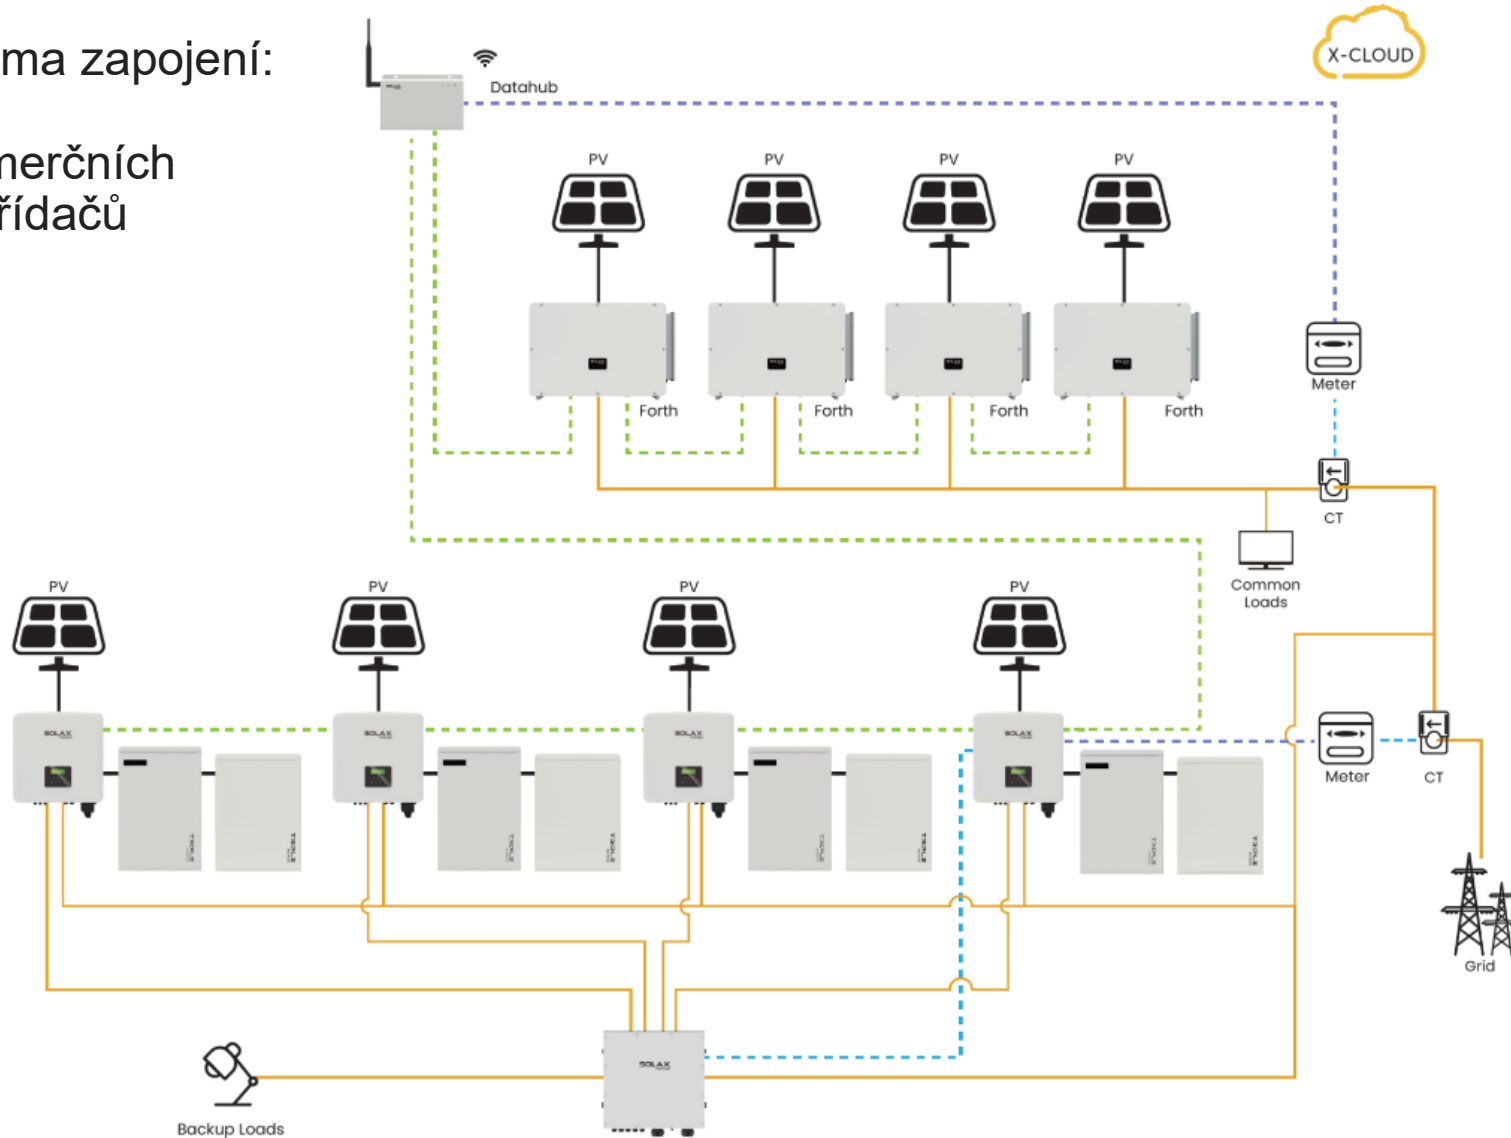 ma zapojení:
merčních
řídačů
Datahub
X-CLOUD
PV
PV
PV
PV
Forth
Forth
Forth
Forth
Meter
CT
Common
Loads
PV
PV
PV
PV
SOLAX
SOLAX
SOLAX
SOLAX
Meter
CT
Grid
SOLAX
Backup Loads